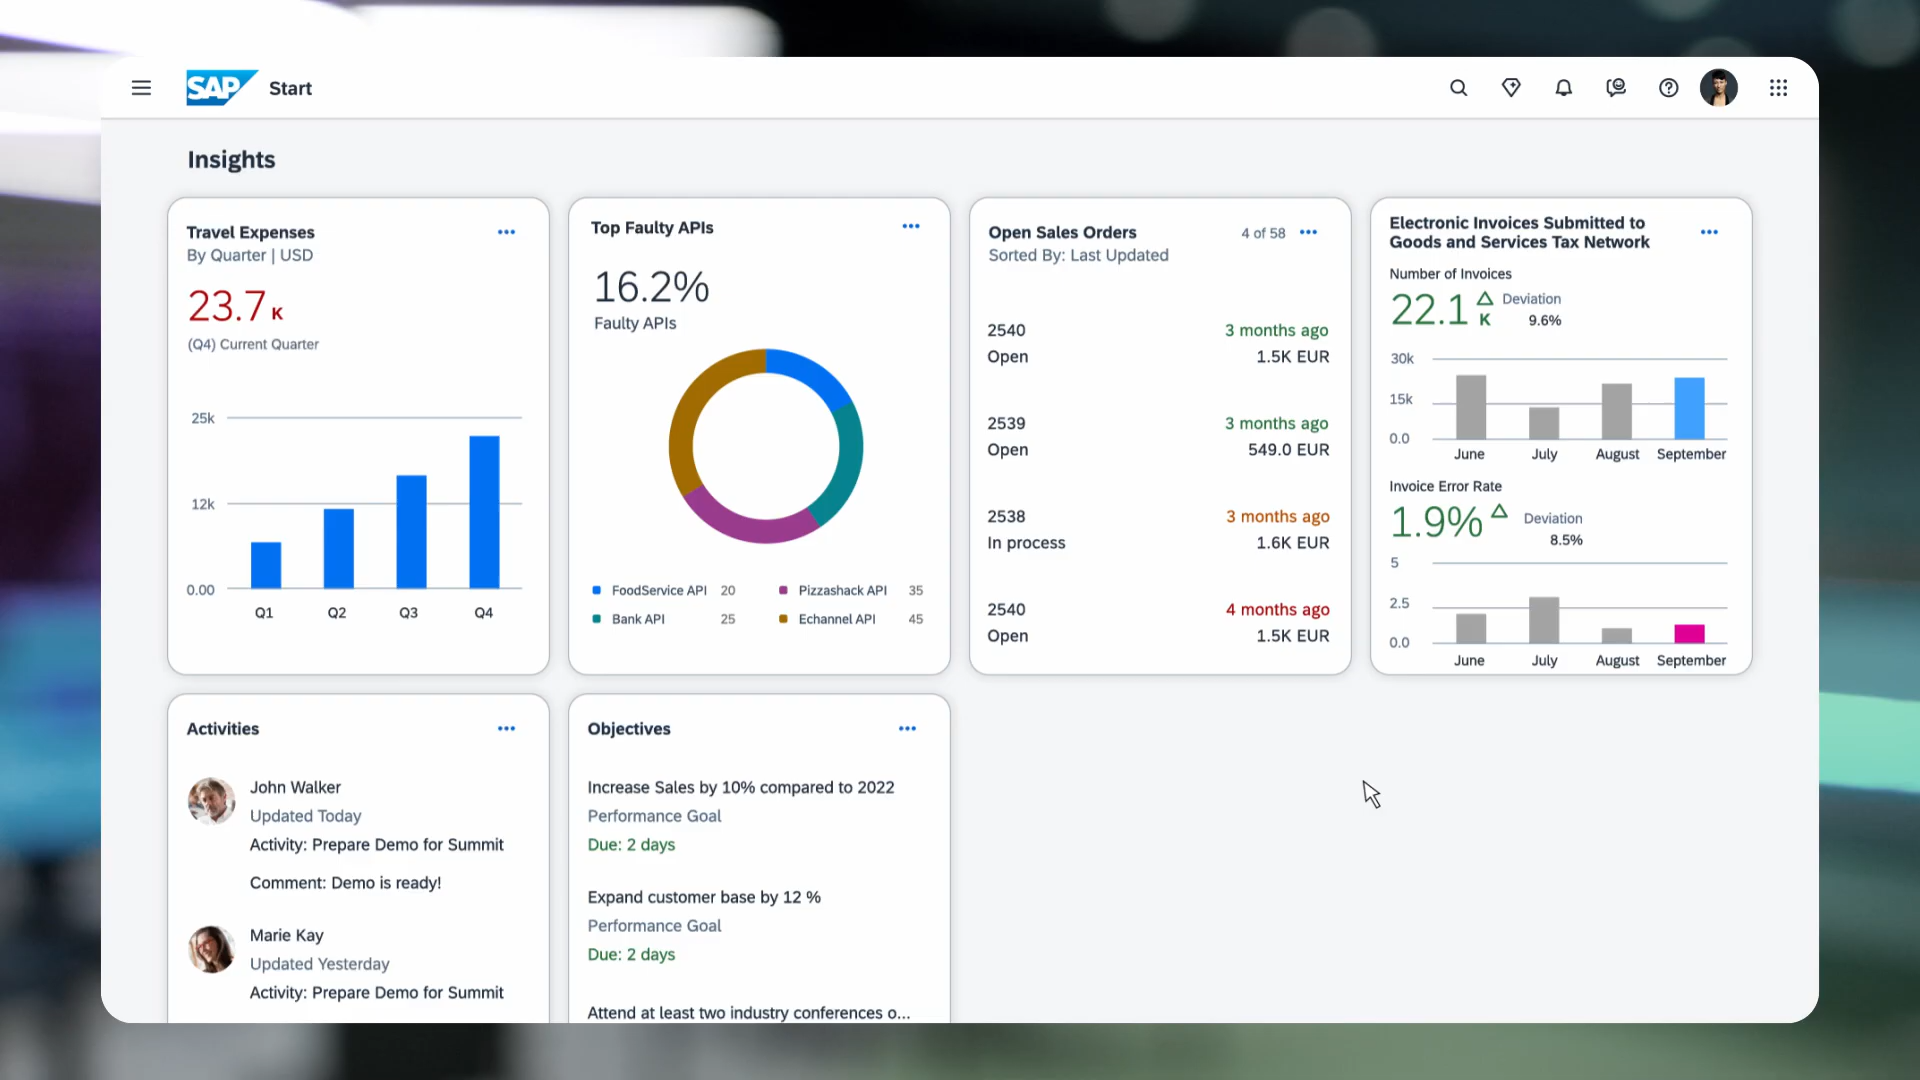 SAP Start
Insights
Travel Expenses
By Quarter | USD
23.7 K
(Q4) Current Quarter
25k
12k
0.00
Q1 Q2 Q3 Q4
Top Faulty APIs
16.2%
Faulty APIs
FoodService API 20
Pizzashack API 35
Bank API 25
Echannel API 45
Open Sales Orders
4 of 58
Sorted By: Last Updated
2540 3 months ago
Open 1.5K EUR
2539 3 months ago
Open 549.0 EUR
2538 3 months ago
In process 1.6K EUR
2540 4 months ago
Open 1.5K EUR
Electronic Invoices Submitted to
Goods and Services Tax Network
Number of Invoices
22.1 K Deviation
9.6%
30k
15k
0.0
June July August September
Invoice Error Rate
1.9% Deviation
8.5%
5
2.5
0.0
June July August September
Activities
John Walker
Updated Today
Activity: Prepare Demo for Summit
Comment: Demo is ready!
Marie Kay
Updated Yesterday
Activity: Prepare Demo for Summit
Objectives
Increase Sales by 10% compared to 2022
Performance Goal
Due: 2 days
Expand customer base by 12 %
Performance Goal
Due: 2 days
Attend at least two industry conferences o...